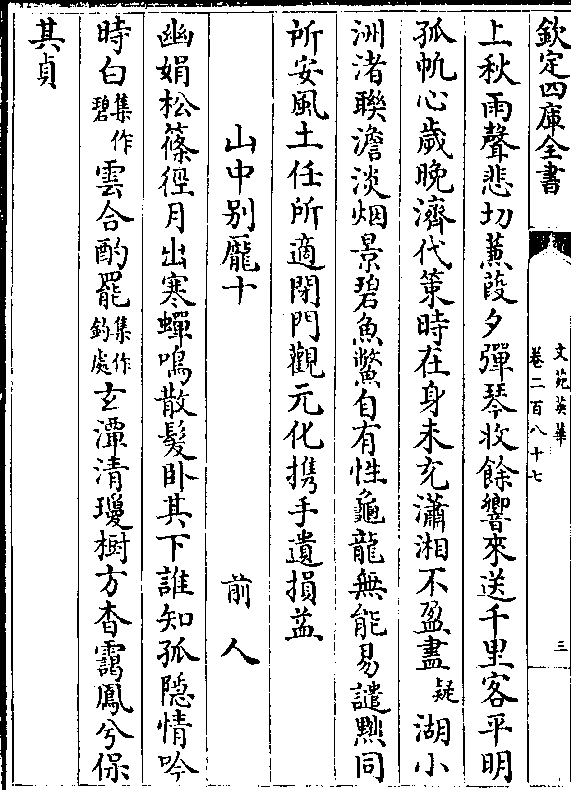 欽定四庫全書
文苑英華
卷二百八十七
三
上秋雨聲悲切蒹葭夕彈琴收餘響來送千里客平明
孤帆心歲晚濟代策時在身未充瀟湘不盈畫疑湖小
洲渚聯澹淡烟景碧魚鱉自有性龜龍無能易譴黜同
所安風土任所適閉門觀元化携手遺損益
山中别龐十 前人
幽娟松篠徑月出寒蟬鳴散髮卧其下誰知孤隱情吟
時白集作碧雲合酌罷集作釣處玄潭清瓊樹方杳靄鳳兮保
其貞